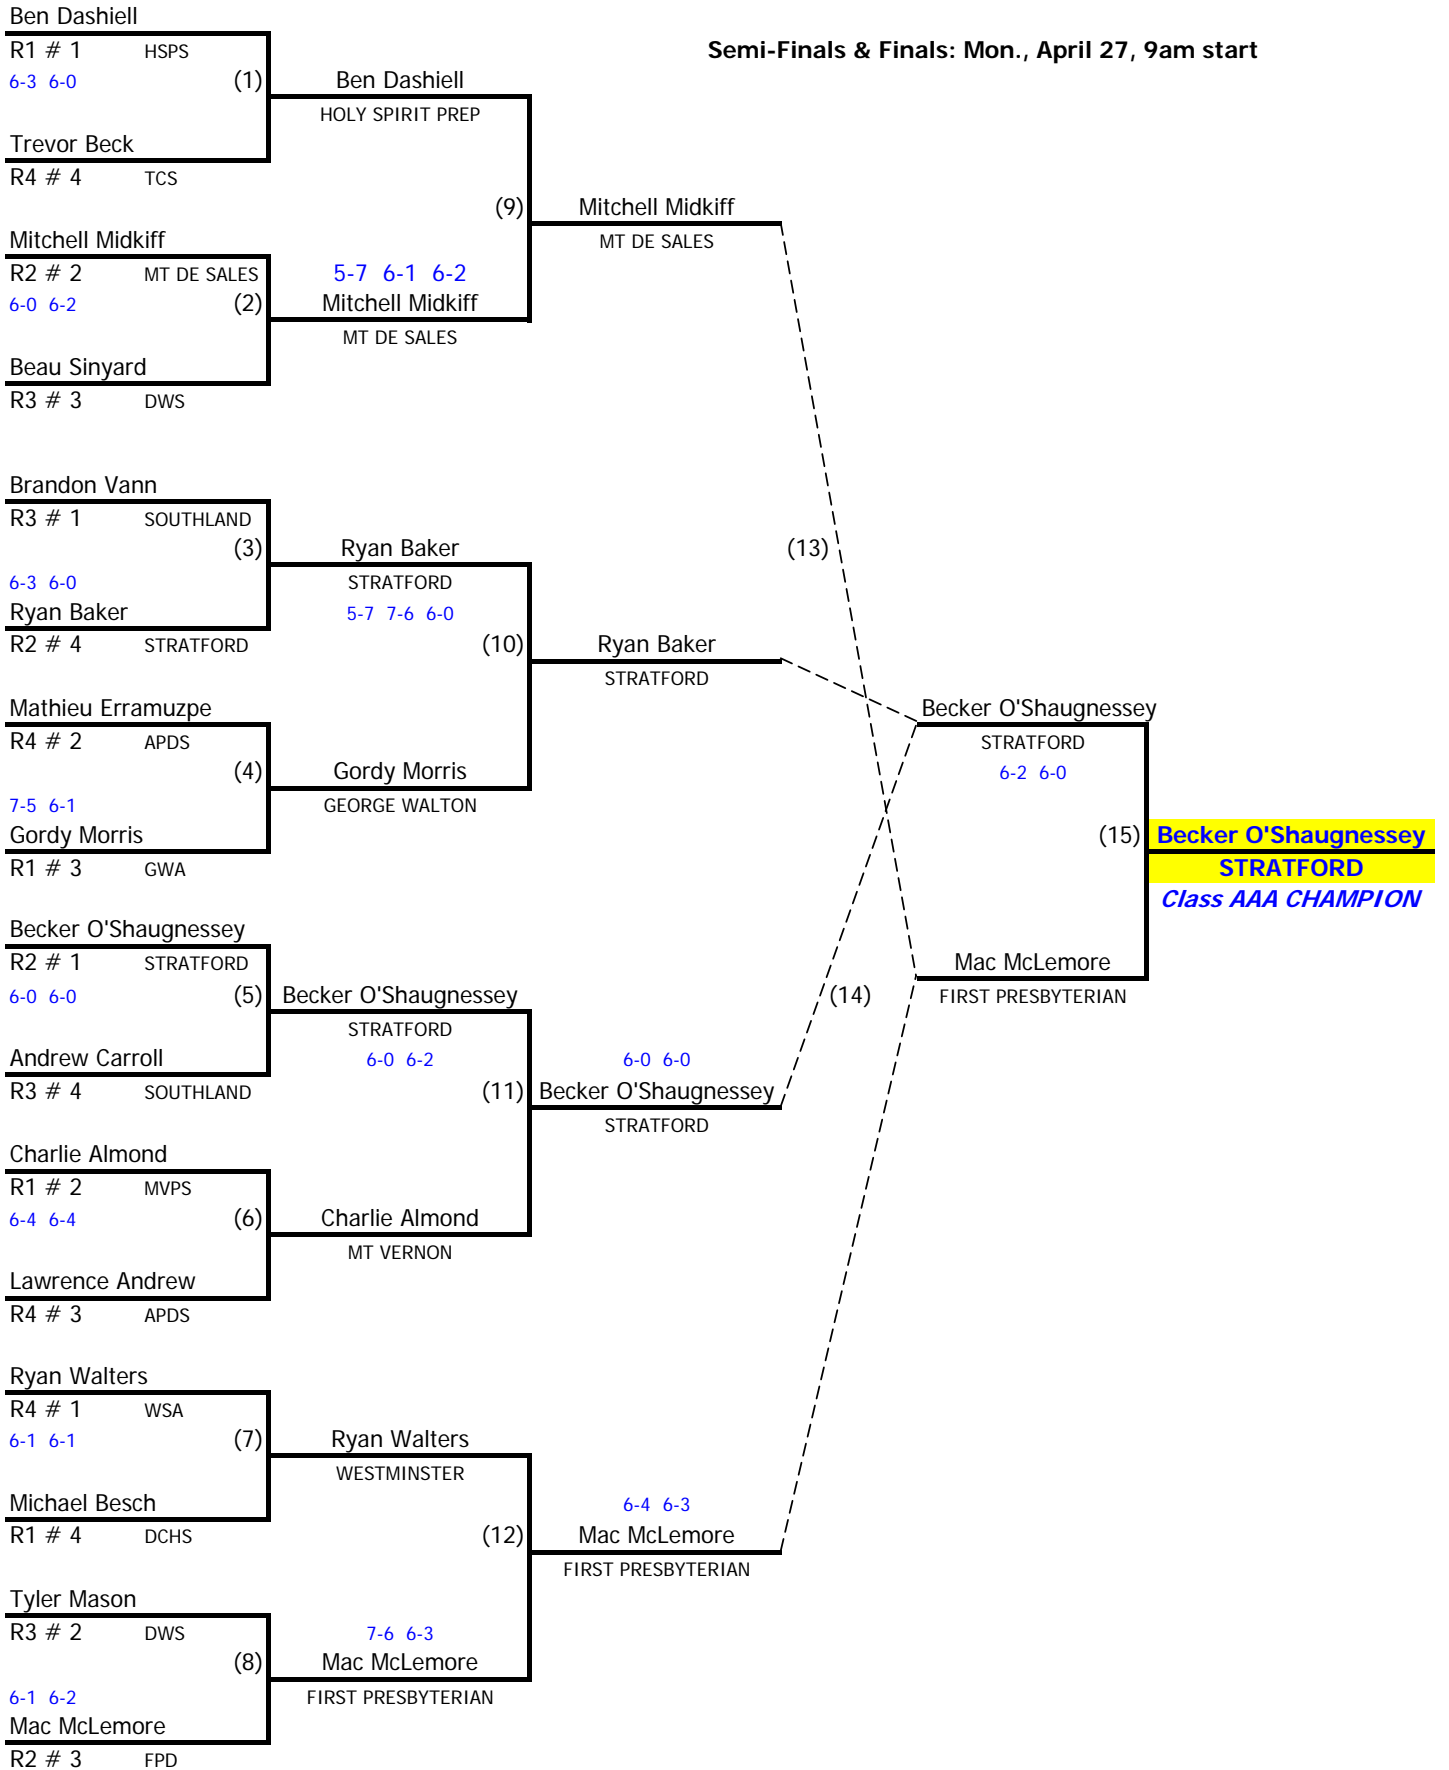 Ben Dashiell
R1 # 1 HSPS
Semi-Finals & Finals: Mon., April 27, 9am start
6-3 6-0 (1) Ben Dashiell
HOLY SPIRIT PREP
Trevor Beck
R4 # 4 TCS
(9) Mitchell Midkiff
Mitchell Midkiff
MT DE SALES
R2 # 2 MT DE SALES 5-7 6-1 6-2
6-0 6-2 (2) Mitchell Midkiff
MT DE SALES
Beau Sinyard
R3 # 3 DWS
Brandon Vann
R3 # 1 SOUTHLAND
(3) Ryan Baker (13)
6-3 6-0 STRATFORD
Ryan Baker 5-7 7-6 6-0
R2 # 4 STRATFORD (10) Ryan Baker
STRATFORD
Mathieu Erramuzpe Becker O'Shaugnessey
R4 # 2 APDS STRATFORD
(4) Gordy Morris 6-2 6-0
7-5 6-1 GEORGE WALTON
Gordy Morris (15) Becker O'Shaugnessey
R1 # 3 GWA STRATFORD
Class AAA CHAMPION
Becker O'Shaugnessey
R2 # 1 STRATFORD Mac McLemore
6-0 6-0 (5) Becker O'Shaugnessey (14) FIRST PRESBYTERIAN
STRATFORD
Andrew Carroll 6-0 6-2 6-0 6-0
R3 # 4 SOUTHLAND (11) Becker O'Shaugnessey
STRATFORD
Charlie Almond
R1 # 2 MVPS
6-4 6-4 (6) Charlie Almond
MT VERNON
Lawrence Andrew
R4 # 3 APDS
Ryan Walters
R4 # 1 WSA
6-1 6-1 (7) Ryan Walters
WESTMINSTER
Michael Besch 6-4 6-3
R1 # 4 DCHS (12) Mac McLemore
FIRST PRESBYTERIAN
Tyler Mason
R3 # 2 DWS 7-6 6-3
(8) Mac McLemore
6-1 6-2 FIRST PRESBYTERIAN
Mac McLemore
R2 # 3 FPD